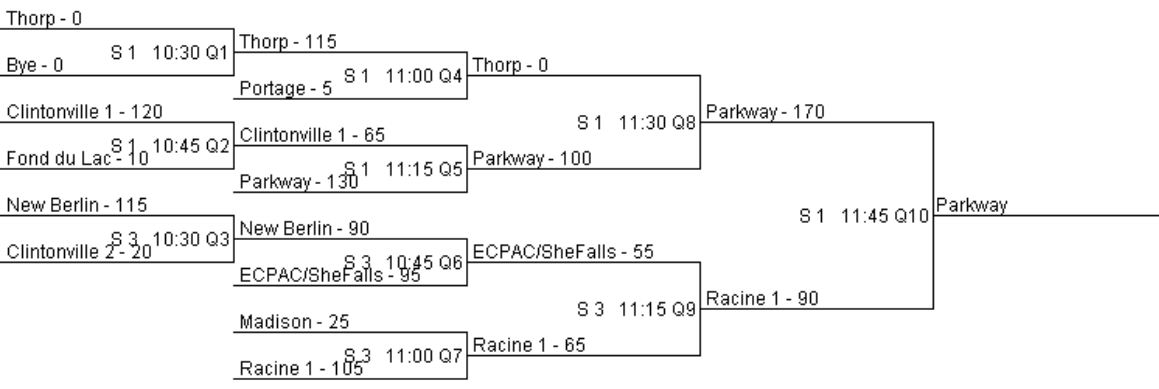 Thorp - 0
S 1 10:30 Q1
Bye - 0
Thorp - 115
S 1 11:00 Q4
Portage - 5
Thorp - 0
Clintonville 1 - 120
S 1 10:45 Q2
Fond du Lac - 10
Clintonville 1 - 65
S 1 11:15 Q5
Parkway - 130
Parkway - 100
S 1 11:30 Q8
Parkway - 170
New Berlin - 115
S 3 10:30 Q3
Clintonville 2 - 20
New Berlin - 90
S 3 10:45 Q6
ECPAC/SheFalls - 95
ECPAC/SheFalls - 55
S 3 11:15 Q9
Madison - 25
S 3 11:00 Q7
Racine 1 - 105
Racine 1 - 65
Racine 1 - 90
S 1 11:45 Q10
Parkway